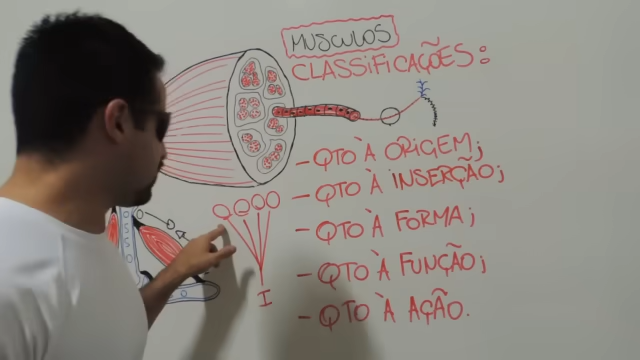 MUSCULOS
CLASSIFICAÇÕES:
- QTO À ORIGEM;
- QTO À INSERÇÃO;
- QTO À FORMA;
- QTO À FUNÇÃO;
- QTO À AÇÃO.
I